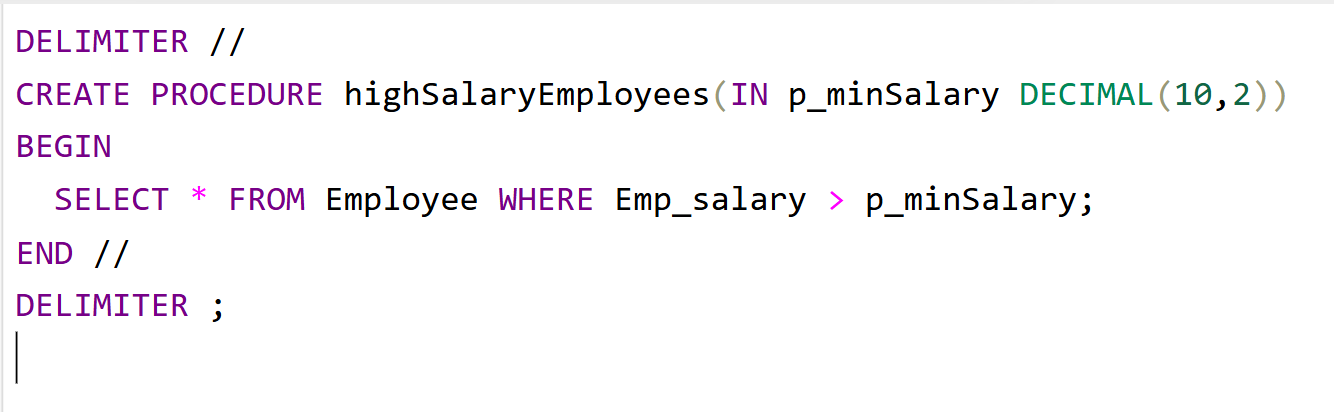 DELIMITER //
CREATE PROCEDURE highSalaryEmployees(IN p_minSalary DECIMAL(10,2))
BEGIN
  SELECT * FROM Employee WHERE Emp_salary > p_minSalary;
END //
DELIMITER ;